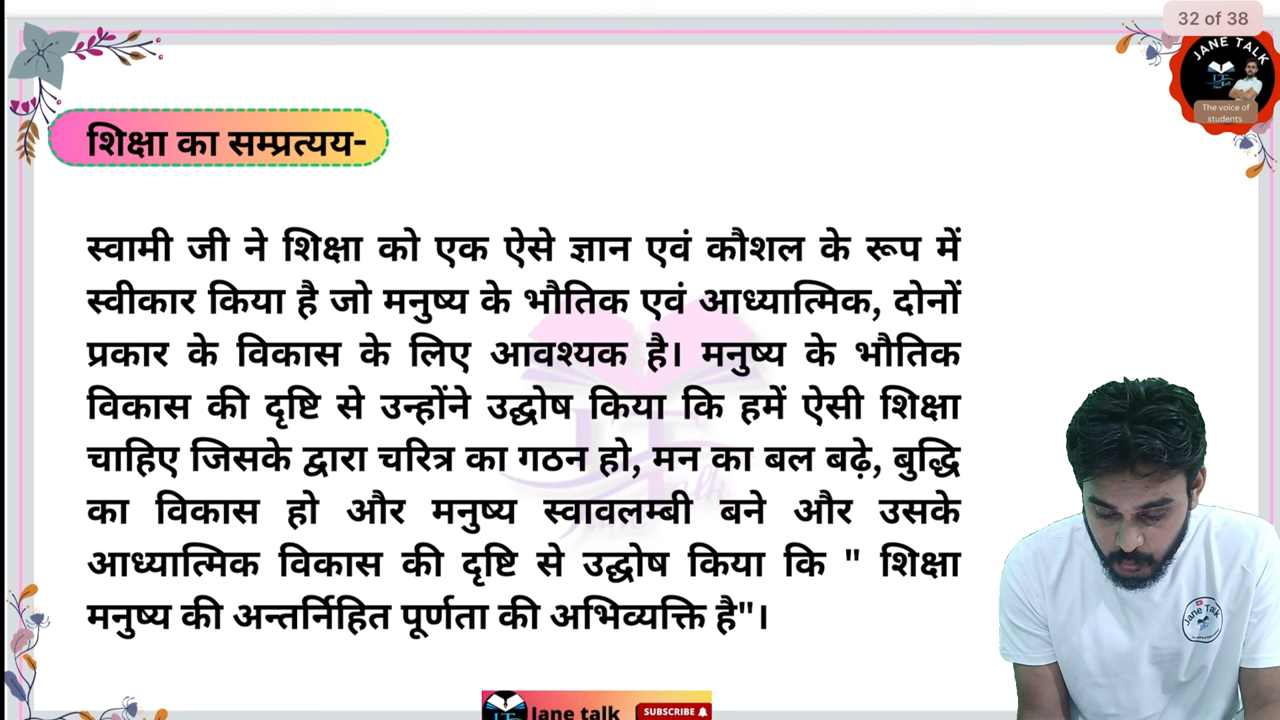 32 of 38
JANE TALK
The voice of
students
शिक्षा का सम्प्रत्यय-
स्वामी जी ने शिक्षा को एक ऐसे ज्ञान एवं कौशल के रूप में
स्वीकार किया है जो मनुष्य के भौतिक एवं आध्यात्मिक, दोनों
प्रकार के विकास के लिए आवश्यक है। मनुष्य के भौतिक
विकास की दृष्टि से उन्होंने उद्घोष किया कि हमें ऐसी शिक्षा
चाहिए जिसके द्वारा चरित्र का गठन हो, मन का बल बढ़े, बुद्धि
का विकास हो और मनुष्य स्वावलम्बी बने और उसके
आध्यात्मिक विकास की दृष्टि से उद्घोष किया कि " शिक्षा
मनुष्य की अन्तर्निहित पूर्णता की अभिव्यक्ति है"।
Jane Talk
Jane talk
SUBSCRIBE